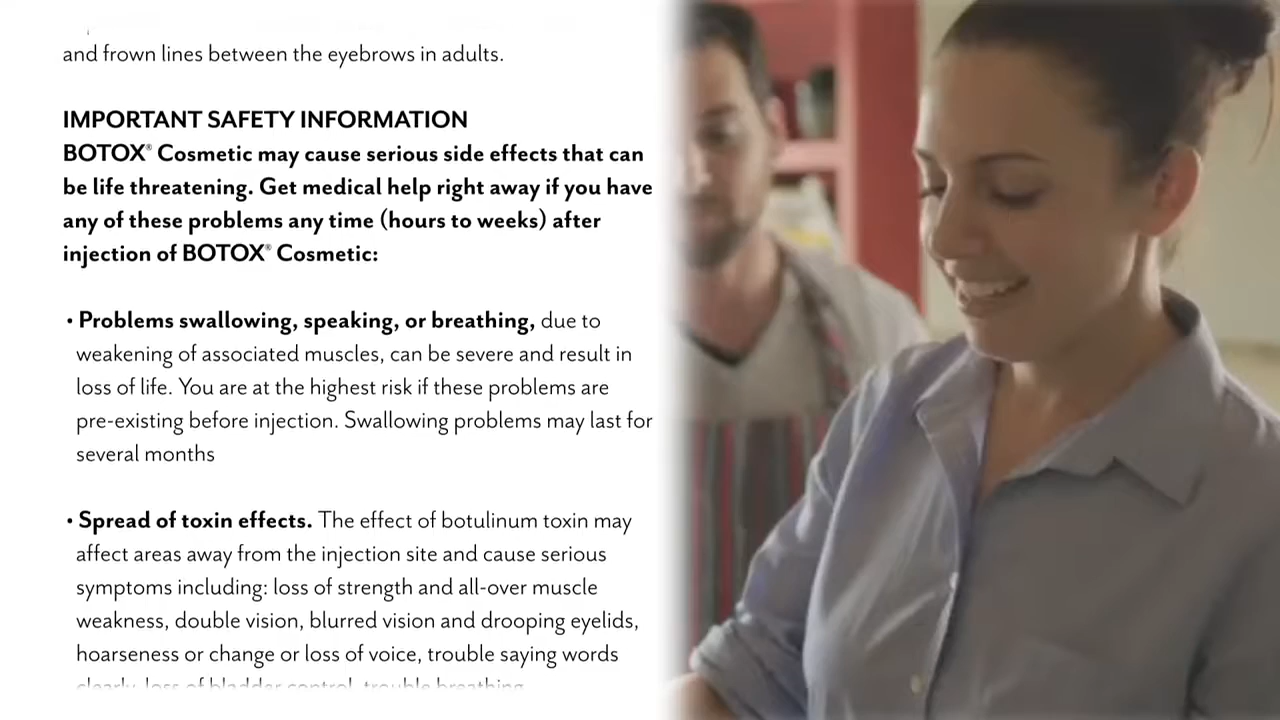 and frown lines between the eyebrows in adults.
IMPORTANT SAFETY INFORMATION
BOTOX® Cosmetic may cause serious side effects that can
be life threatening. Get medical help right away if you have
any of these problems any time (hours to weeks) after
injection of BOTOX® Cosmetic:
• Problems swallowing, speaking, or breathing, due to
weakening of associated muscles, can be severe and result in
loss of life. You are at the highest risk if these problems are
pre-existing before injection. Swallowing problems may last for
several months
• Spread of toxin effects. The effect of botulinum toxin may
affect areas away from the injection site and cause serious
symptoms including: loss of strength and all-over muscle
weakness, double vision, blurred vision and drooping eyelids,
hoarseness or change or loss of voice, trouble saying words
clearly, loss of bladder control, trouble breathing